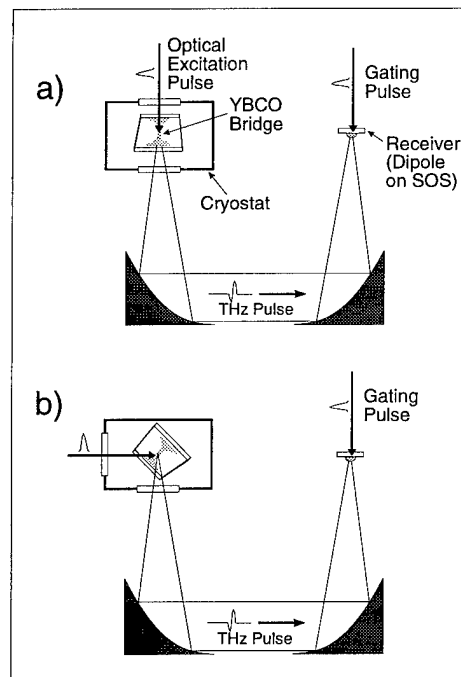 a)
Optical
Excitation
Pulse
YBCO
Bridge
Cryostat
Gating
Pulse
Receiver
(Dipole
on SOS)
THz Pulse
b)
Gating
Pulse
THz Pulse